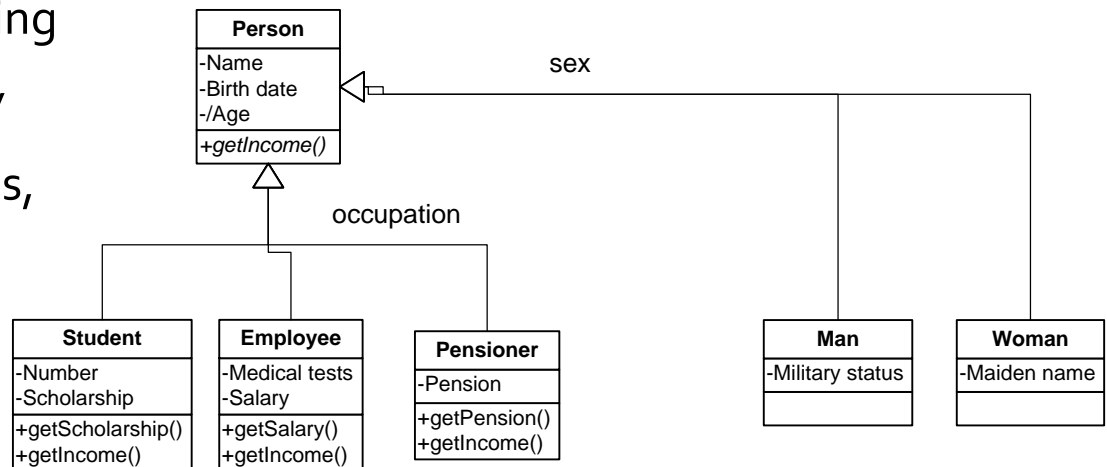 ing
s,
Person
-Name
-Birth date
-/Age
+getIncome()
sex
occupation
Student
-Number
-Scholarship
+getScholarship()
+getIncome()
Employee
-Medical tests
-Salary
+getSalary()
+getIncome()
Pensioner
-Pension
+getPension()
+getIncome()
Man
-Military status
Woman
-Maiden name